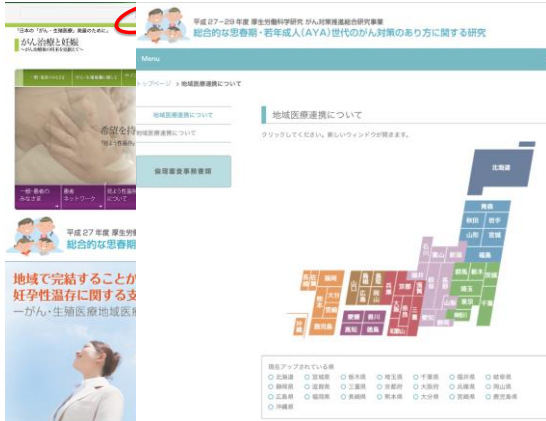 「日本の「がん・生殖医療」発展のために」
がん治療と妊娠
希望を持
一般・患者の
みなさま
患者
ネットワーク
について
平成27年度 厚生労
総合的な思春期
地域で完結することが
妊孕性温存に関する支
ーがん・生殖医療地域医療
平成27-29年度 厚生労働科学研究 がん対策推進総合研究事業
総合的な思春期・若年成人(AYA)世代のがん対策のあり方に関する研究
Menu
トップページ > 地域医療連携について
地域医療連携について
地域医療連携について
倫理審査事務書類
地域医療連携について
クリックしてください。新しいウィンドウが開きます。
北海道
青森
秋田 岩手
山形 宮城
福島
石川 富山 新潟
群馬 栃木 茨城
埼玉
東京 千葉
神奈川
山梨
長野
岐阜
福井
静岡
愛知
三重
滋賀
京都
奈良
大阪
和歌山
兵庫
鳥取
岡山
島根
広島
山口
愛媛 香川
高知 徳島
福岡
佐賀
長崎
大分
熊本
宮崎
鹿児島
沖縄
現在アップされている県
北海道 宮城県 栃木県 埼玉県 千葉県 福井県 岐阜県
静岡県 滋賀県 三重県 京都府 大阪府 兵庫県 岡山県
広島県 福岡県 長崎県 熊本県 大分県 宮崎県 鹿児島県
沖縄県